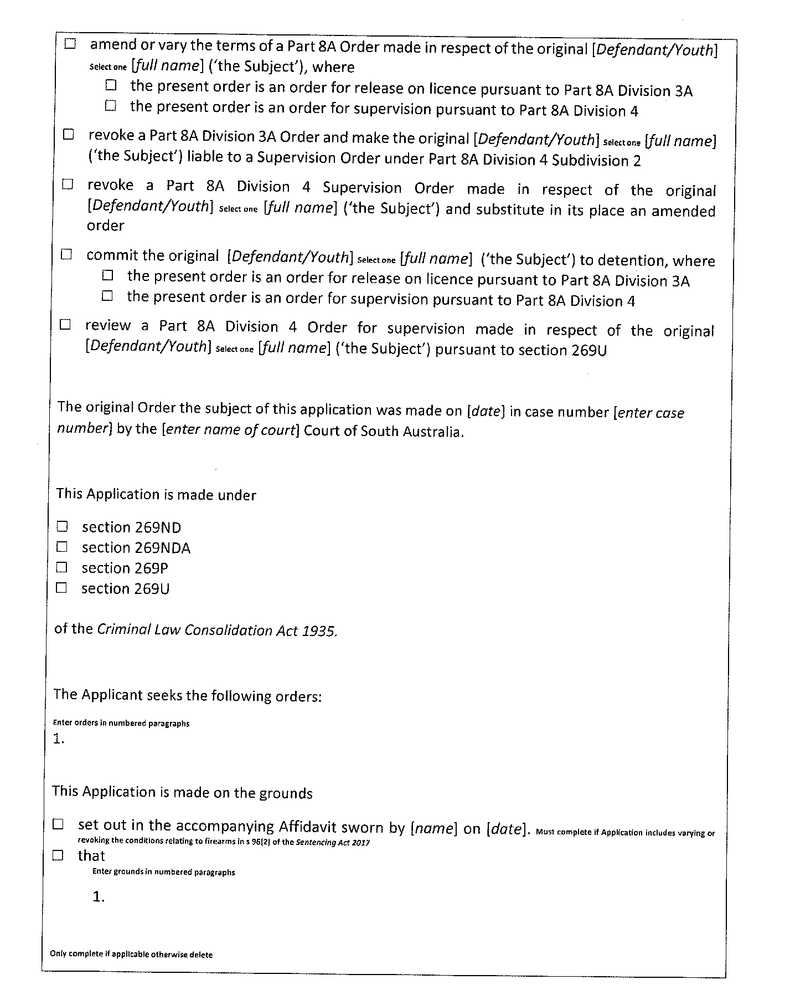 ☐ amend or vary the terms of a Part 8A Order made in respect of the original [Defendant/Youth]
Select one [full name] (‘the Subject’), where
☐ the present order is an order for release on licence pursuant to Part 8A Division 3A
☐ the present order is an order for supervision pursuant to Part 8A Division 4
☐ revoke a Part 8A Division 3A Order and make the original [Defendant/Youth] Select one [full name]
(‘the Subject’) liable to a Supervision Order under Part 8A Division 4 Subdivision 2
☐ revoke a Part 8A Division 4 Supervision Order made in respect of the original
[Defendant/Youth] Select one [full name] (‘the Subject’) and substitute in its place an amended
order
☐ commit the original [Defendant/Youth] Select one [full name] (‘the Subject’) to detention, where
☐ the present order is an order for release on licence pursuant to Part 8A Division 3A
☐ the present order is an order for supervision pursuant to Part 8A Division 4
☐ review a Part 8A Division 4 Order for supervision made in respect of the original
[Defendant/Youth] Select one [full name] (‘the Subject’) pursuant to section 269U
The original Order the subject of this application was made on [date] in case number [enter case
number] by the [enter name of court] Court of South Australia.
This Application is made under
☐ section 269ND
☐ section 269NDA
☐ section 269P
☐ section 269U
of the Criminal Law Consolidation Act 1935.
The Applicant seeks the following orders:
Enter orders in numbered paragraphs
1.
This Application is made on the grounds
☐ set out in the accompanying Affidavit sworn by [name] on [date]. Must complete if Application includes varying or
revoking the conditions relating to firearms in s 96(2) of the Sentencing Act 2017
☐ that
Enter grounds in numbered paragraphs
1.
Only complete if applicable otherwise delete